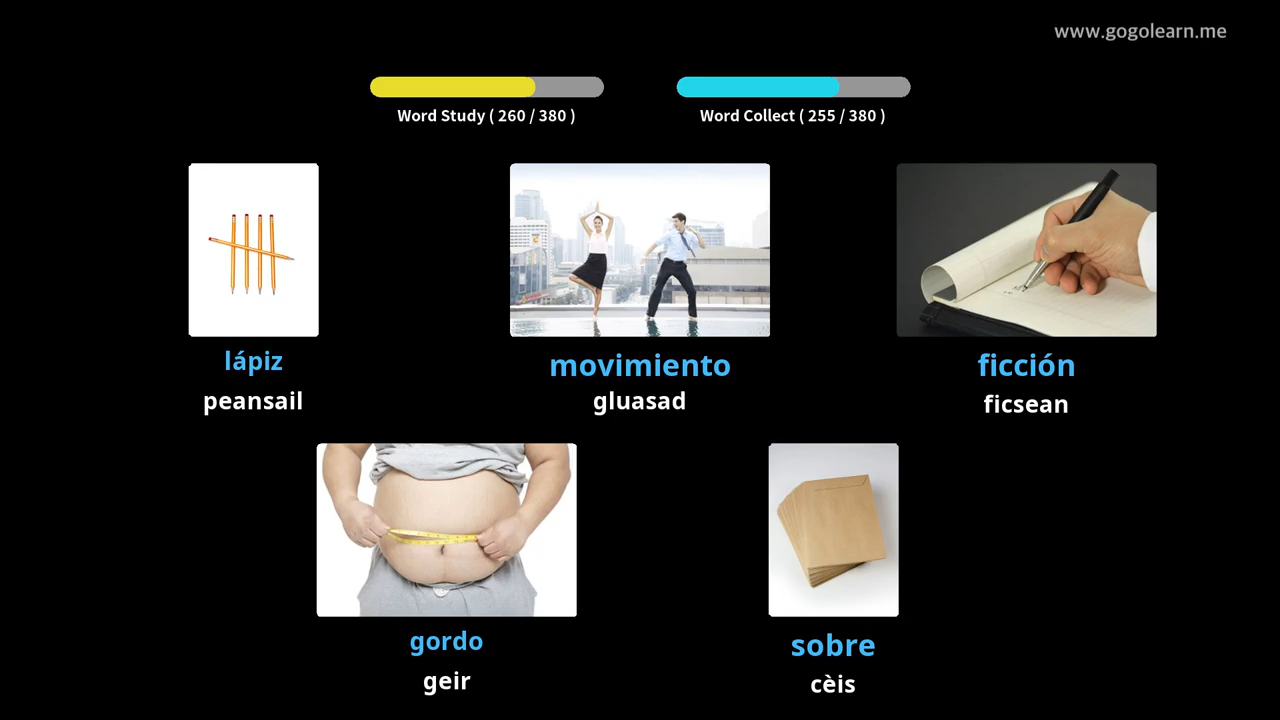 www.gogolearn.me
Word Study ( 260 / 380 )
Word Collect ( 255 / 380 )
lápiz
peansail
movimiento
gluasad
ficción
ficsean
gordo
geir
sobre
cèis